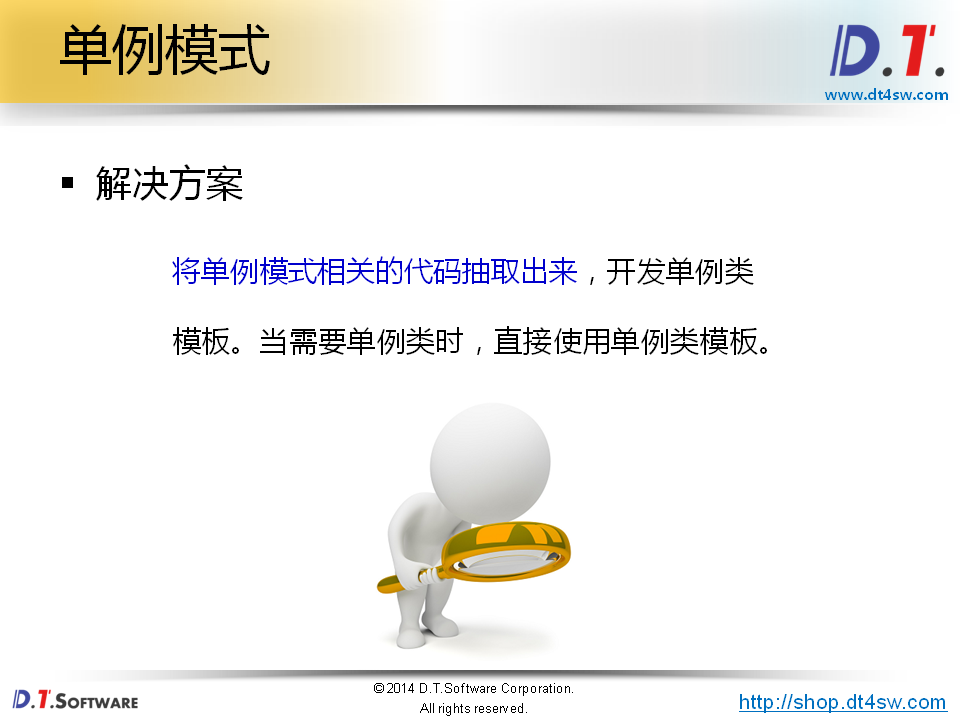 单例模式
D.T.
www.dt4sw.com
▪ 解决方案
将单例模式相关的代码抽取出来，开发单例类
模板。当需要单例类时，直接使用单例类模板。
D.T.SOFTWARE
©2014 D.T.Software Corporation.
All rights reserved.
http://shop.dt4sw.com